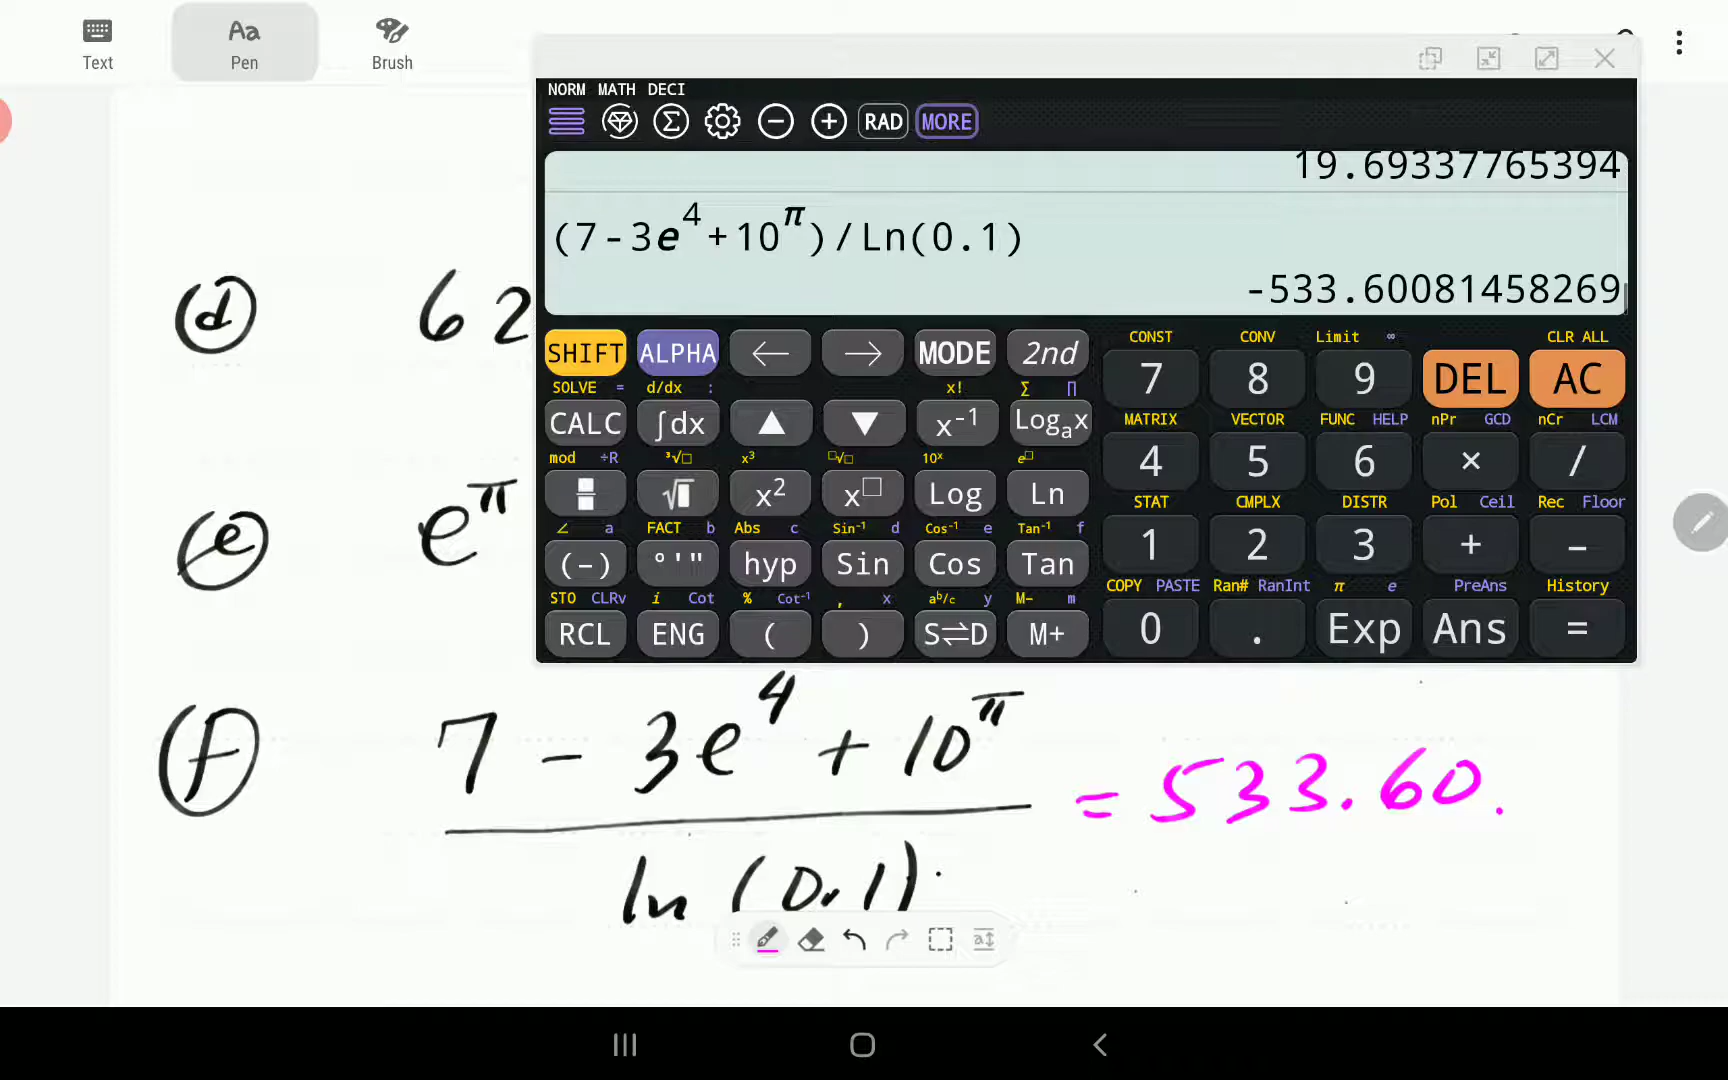 Text
Aa
Pen
Brush
NORM MATH DECI
RAD MORE
19.69337765394
(7-3e^4+10^π)/Ln(0.1)
-533.60081458269
SHIFT ALPHA ← → MODE 2nd
CONST CONV Limit ∞ CLR ALL
7 8 9 DEL AC
SOLVE = d/dx : x! Σ ∏
CALC ∫dx ▲ ▼ x⁻¹ Logₐx
MATRIX VECTOR FUNC HELP nPr GCD nCr LCM
4 5 6 × /
mod ÷R ³√□ x³ □√□ 10ˣ e□
√ x² x□ Log Ln
STAT CMPLX DISTR Pol Ceil Rec Floor
1 2 3 + −
∠ a FACT b Abs c Sin⁻¹ d Cos⁻¹ e Tan⁻¹ f
(−) °'" hyp Sin Cos Tan
COPY PASTE Ran# RanInt π e PreAns History
0 . Exp Ans =
STO CLRv i Cot % Cot⁻¹ , x aᵇ/c y M− m
RCL ENG ( ) S⇌D M+
(d) 62
(e) e^π
(f) 7 − 3e^4 + 10^π = 533.60.
ln (0.1)
a